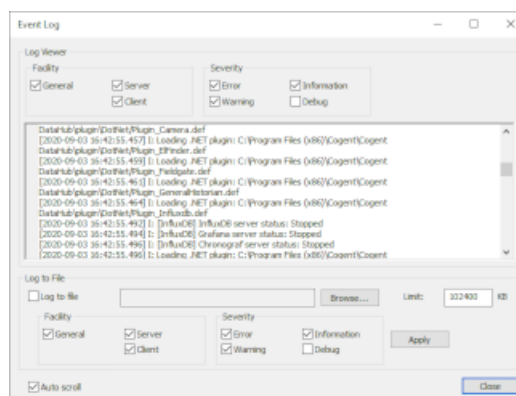 Event Log
Log Viewer
Facility
Severity
General
Server
Error
Information
Client
Warning
Debug
DataHub\plugin\DotNet/Plugin_Camera.def
[2020-09-03 16:42:55.457] I: Loading .NET plugin: C:\Program Files (x86)\Cogent\Cogent
DataHub\plugin\DotNet/Plugin_ElfFinder.def
[2020-09-03 16:42:55.459] I: Loading .NET plugin: C:\Program Files (x86)\Cogent\Cogent
DataHub\plugin\DotNet/Plugin_Fieldgate.def
[2020-09-03 16:42:55.461] I: Loading .NET plugin: C:\Program Files (x86)\Cogent\Cogent
DataHub\plugin\DotNet/Plugin_GeneralHistorian.def
[2020-09-03 16:42:55.464] I: Loading .NET plugin: C:\Program Files (x86)\Cogent\Cogent
DataHub\plugin\DotNet/Plugin_Influxdb.def
[2020-09-03 16:42:55.492] I: [InfluxDB] InfluxDB server status: Stopped
[2020-09-03 16:42:55.494] I: [InfluxDB] Grafana server status: Stopped
[2020-09-03 16:42:55.496] I: [InfluxDB] Chronograf server status: Stopped
[2020-09-03 16:42:55.496] I: Loading .NET plugin: C:\Program Files (x86)\Cogent\Cogent
Log to File
Log to file
Browse...
Limit:
102400
KB
Facility
Severity
General
Server
Error
Information
Apply
Client
Warning
Debug
Auto scroll
Close